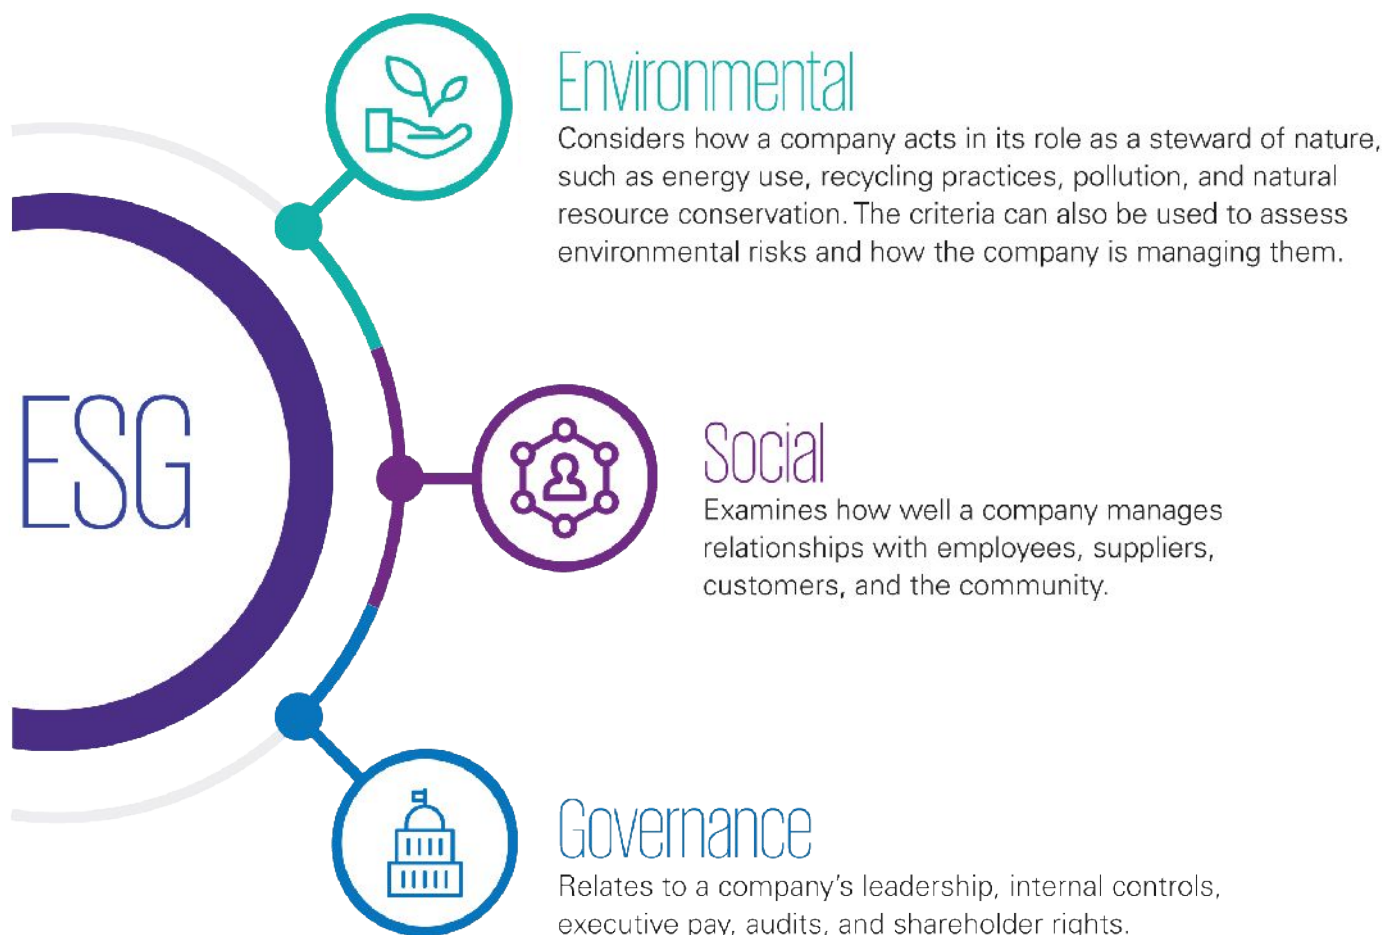 Environmental
Considers how a company acts in its role as a steward of nature,
such as energy use, recycling practices, pollution, and natural
resource conservation. The criteria can also be used to assess
environmental risks and how the company is managing them.
ESG
Social
Examines how well a company manages
relationships with employees, suppliers,
customers, and the community.
Governance
Relates to a company's leadership, internal controls,
executive pay, audits, and shareholder rights.